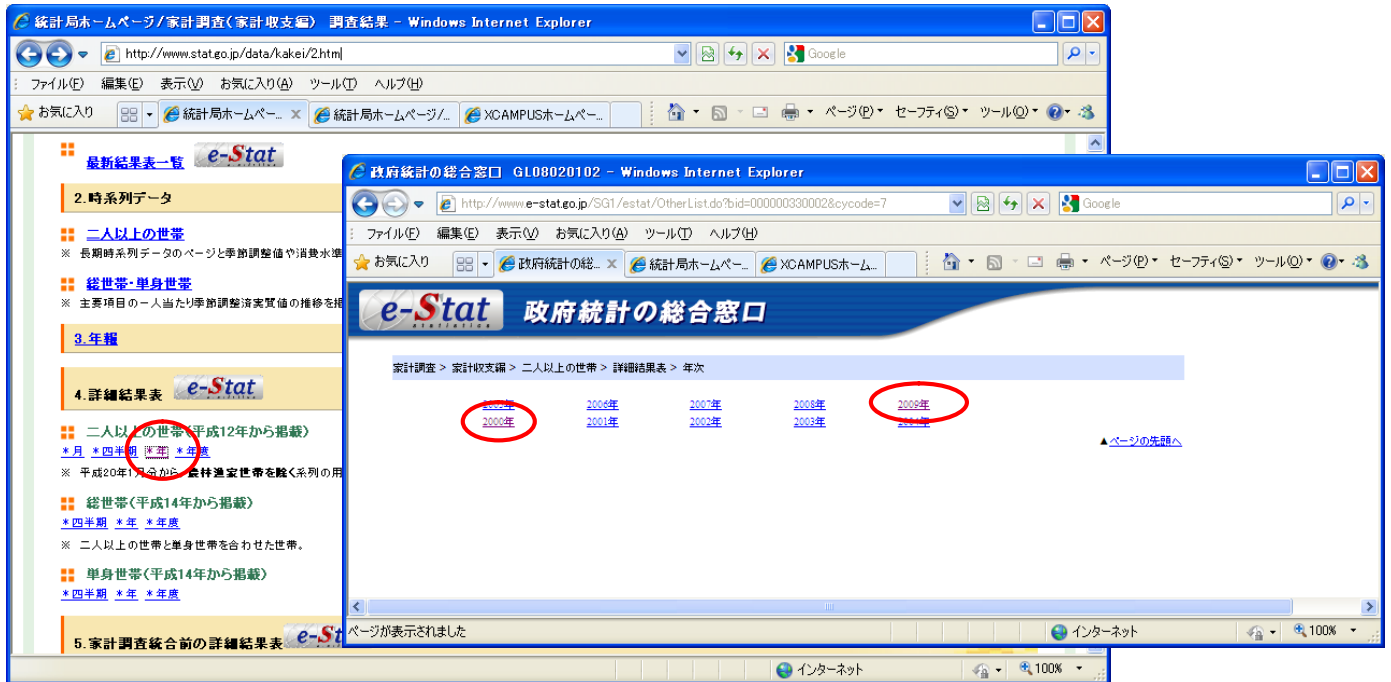 統計局ホームページ/家計調査(家計収支編) 調査結果 - Windows Internet Explorer
http://www.stat.go.jp/data/kakei/2.htm
Google
ファイル(F) 編集(E) 表示(V) お気に入り(A) ツール(T) ヘルプ(H)
お気に入り
統計局ホームペー...
統計局ホームページ/...
XCAMPUSホームペー...
ページ(P) セーフティ(S) ツール(O)
最新結果表一覧 e-Stat
2.時系列データ
二人以上の世帯
※ 長期時系列データのページと季節調整値や消費水準
総世帯・単身世帯
※ 主要項目の一人当たり季節調整済実質値の推移を掲
3.年報
4.詳細結果表 e-Stat
二人以上の世帯(平成12年から掲載)
*月 *四半期 *年 *年度
※ 平成20年1月分から、農林漁家世帯を除く系列の用
総世帯(平成14年から掲載)
*四半期 *年 *年度
※ 二人以上の世帯と単身世帯を合わせた世帯。
単身世帯(平成14年から掲載)
*四半期 *年 *年度
5.家計調査統合前の詳細結果表 e-St
インターネット 100%
政府統計の総合窓口 GL08020102 - Windows Internet Explorer
http://www.e-stat.go.jp/SG1/estat/OtherList.do?bid=000000330002&cycode=7
Google
ファイル(F) 編集(E) 表示(V) お気に入り(A) ツール(T) ヘルプ(H)
お気に入り
政府統計の総...
統計局ホームペー...
XCAMPUSホーム...
ページ(P) セーフティ(S) ツール(O)
e-Stat 政府統計の総合窓口
statistics
家計調査 > 家計収支編 > 二人以上の世帯 > 詳細結果表 > 年次
2005年 2006年 2007年 2008年 2009年
2000年 2001年 2002年 2003年 2004年
▲ページの先頭へ
ページが表示されました インターネット 100%